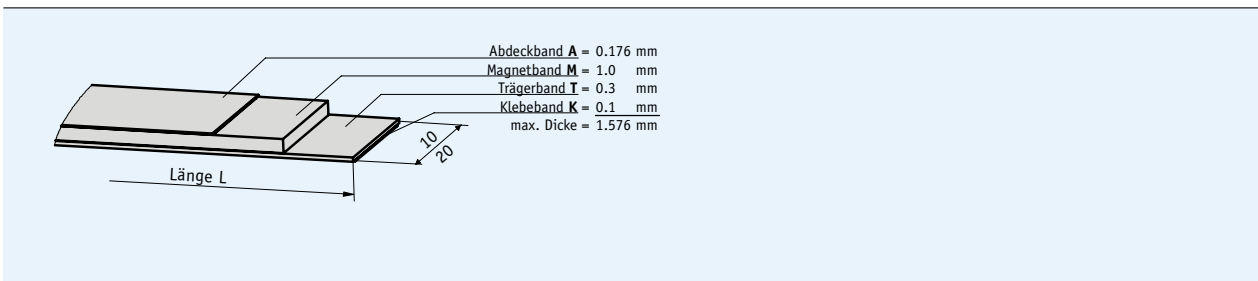 Abdeckband A = 0.176 mm
Magnetband M = 1.0 mm
Trägerband T = 0.3 mm
Klebeband K = 0.1 mm
max. Dicke = 1.576 mm
10
20
Länge L